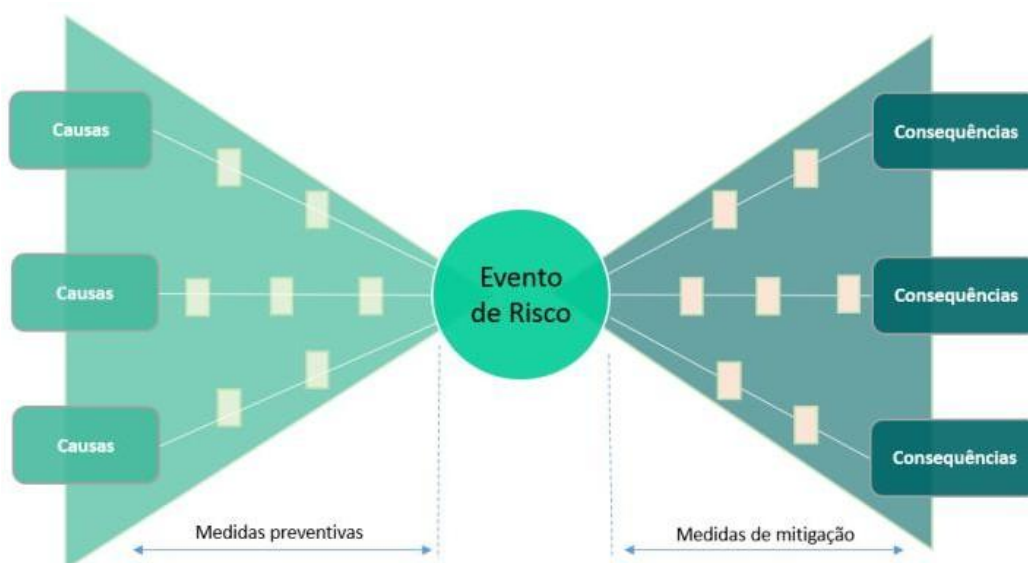 Causas
Consequências
Evento
de Risco
Causas
Consequências
Causas
Consequências
Medidas preventivas
Medidas de mitigação